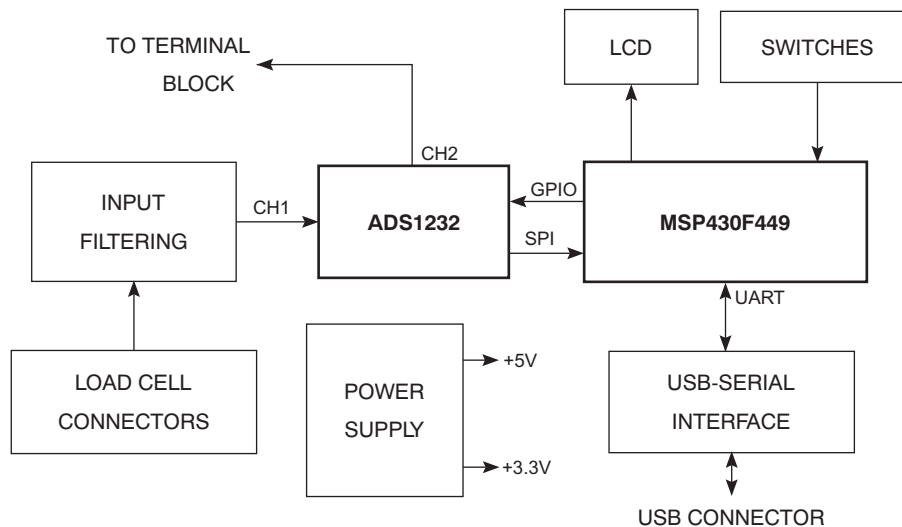 TO TERMINAL
BLOCK
LCD
SWITCHES
CH2
INPUT
FILTERING
CH1
ADS1232
GPIO
SPI
MSP430F449
UART
LOAD CELL
CONNECTORS
POWER
SUPPLY
+5V
+3.3V
USB-SERIAL
INTERFACE
USB CONNECTOR